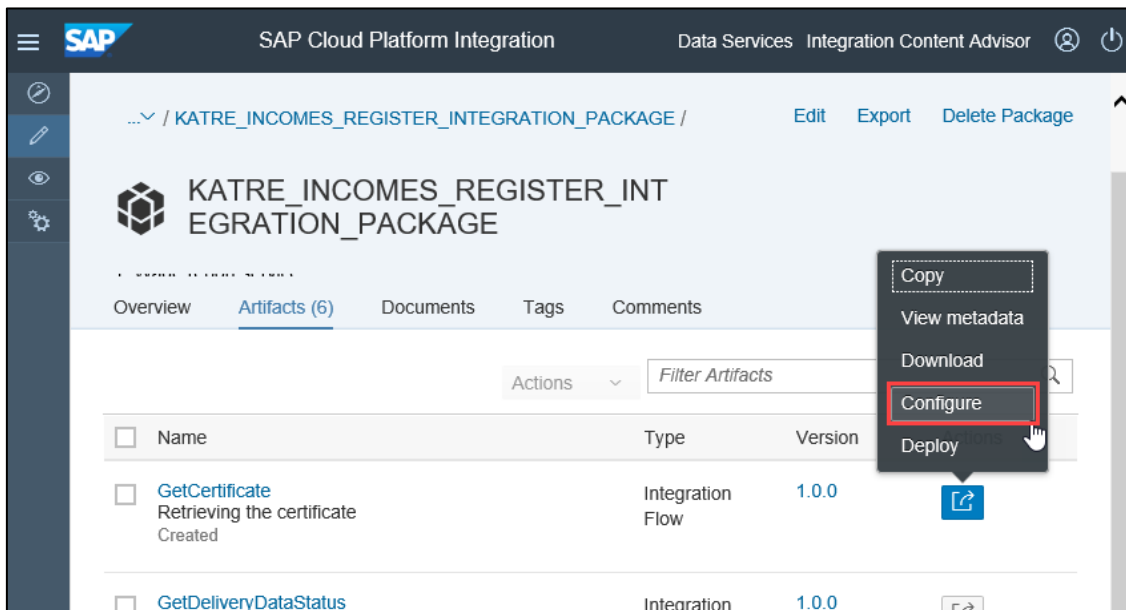 SAP SAP Cloud Platform Integration Data Services Integration Content Advisor
... / KATRE_INCOMES_REGISTER_INTEGRATION_PACKAGE / Edit Export Delete Package
KATRE_INCOMES_REGISTER_INT
EGRATION_PACKAGE
Overview Artifacts (6) Documents Tags Comments
Copy
View metadata
Download
Configure
Deploy
Actions Filter Artifacts
Name Type Version Actions
GetCertificate Integration 1.0.0
Retrieving the certificate Flow
Created
GetDeliveryDataStatus Integration 1.0.0